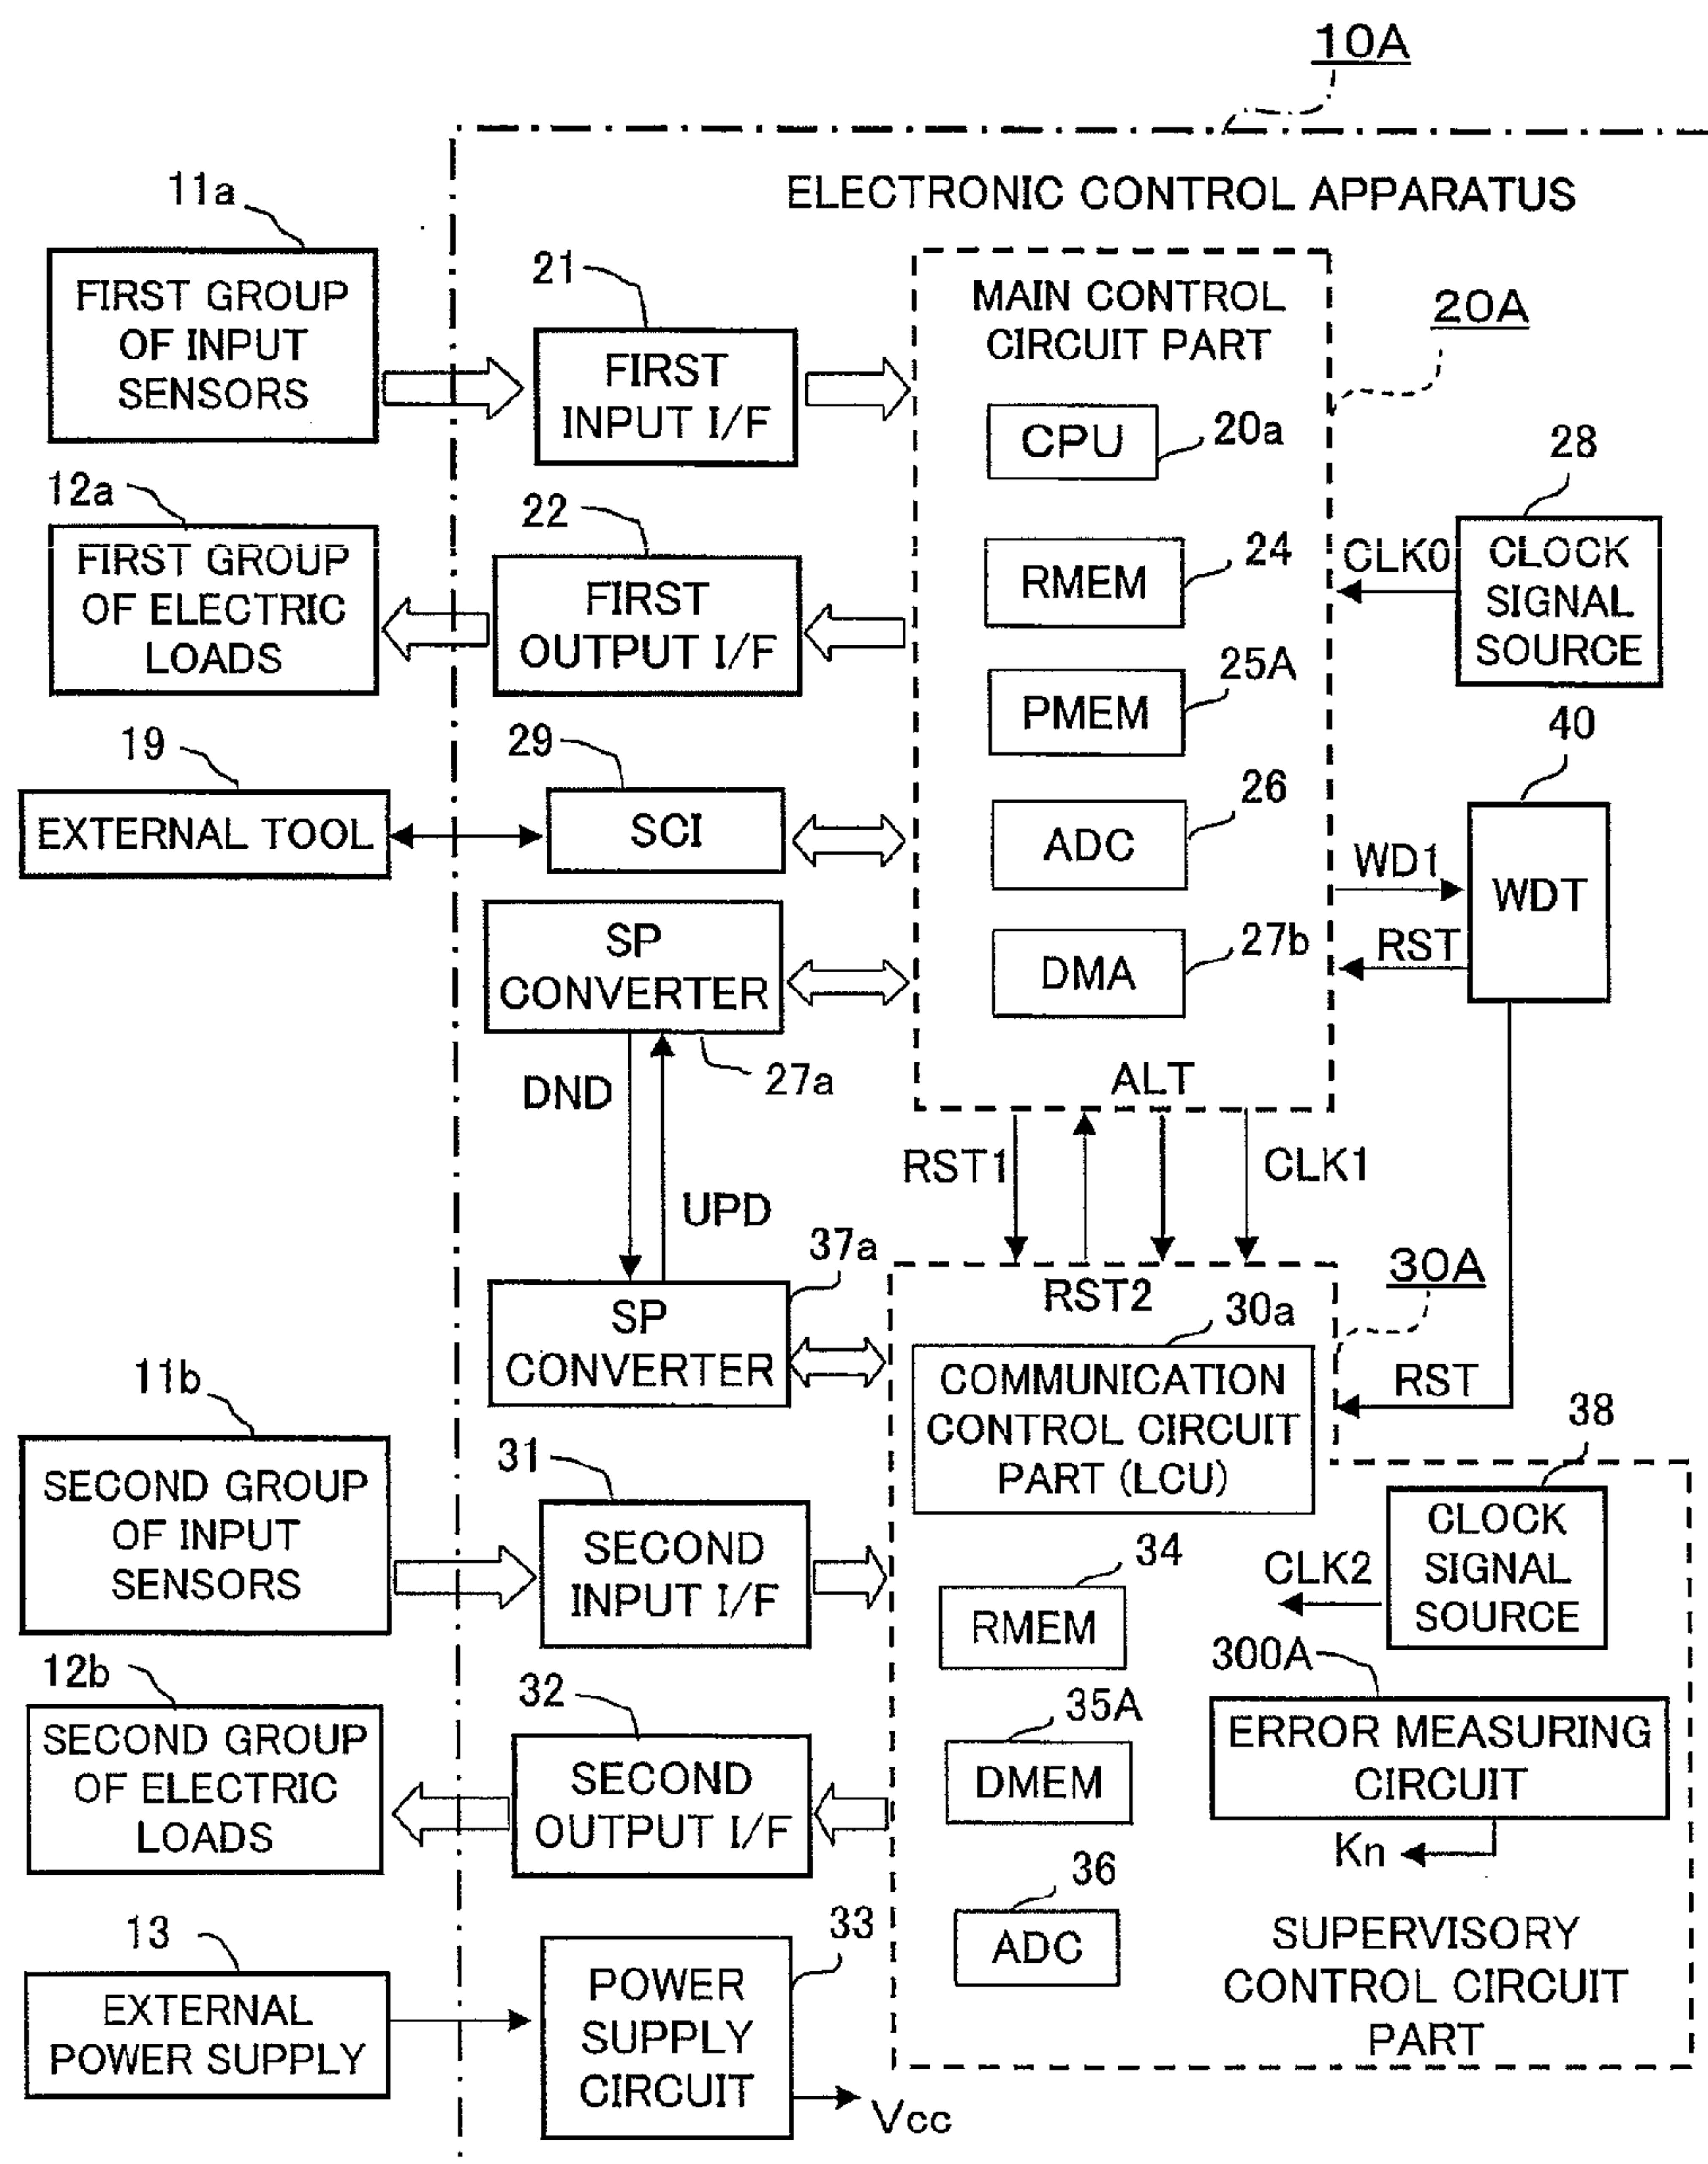 10A
ELECTRONIC CONTROL APPARATUS
11a
FIRST GROUP
OF INPUT
SENSORS
21
FIRST
INPUT I/F
MAIN CONTROL
CIRCUIT PART
20A
CPU
20a
28
CLOCK
SIGNAL
SOURCE
CLK0
12a
FIRST GROUP
OF ELECTRIC
LOADS
22
FIRST
OUTPUT I/F
RMEM
24
PMEM
25A
40
WDT
19
EXTERNAL TOOL
29
SCI
ADC
26
WD1
RST
SP
CONVERTER
27a
DMA
27b
DND
UPD
ALT
RST1
CLK1
RST2
37a
SP
CONVERTER
30A
30a
COMMUNICATION
CONTROL CIRCUIT
PART (LCU)
RST
38
CLOCK
SIGNAL
SOURCE
CLK2
11b
SECOND GROUP
OF INPUT
SENSORS
31
SECOND
INPUT I/F
34
RMEM
300A
ERROR MEASURING
CIRCUIT
Kn
12b
SECOND GROUP
OF ELECTRIC
LOADS
32
SECOND
OUTPUT I/F
35A
DMEM
36
ADC
SUPERVISORY
CONTROL CIRCUIT
PART
13
EXTERNAL
POWER SUPPLY
33
POWER
SUPPLY
CIRCUIT
Vcc